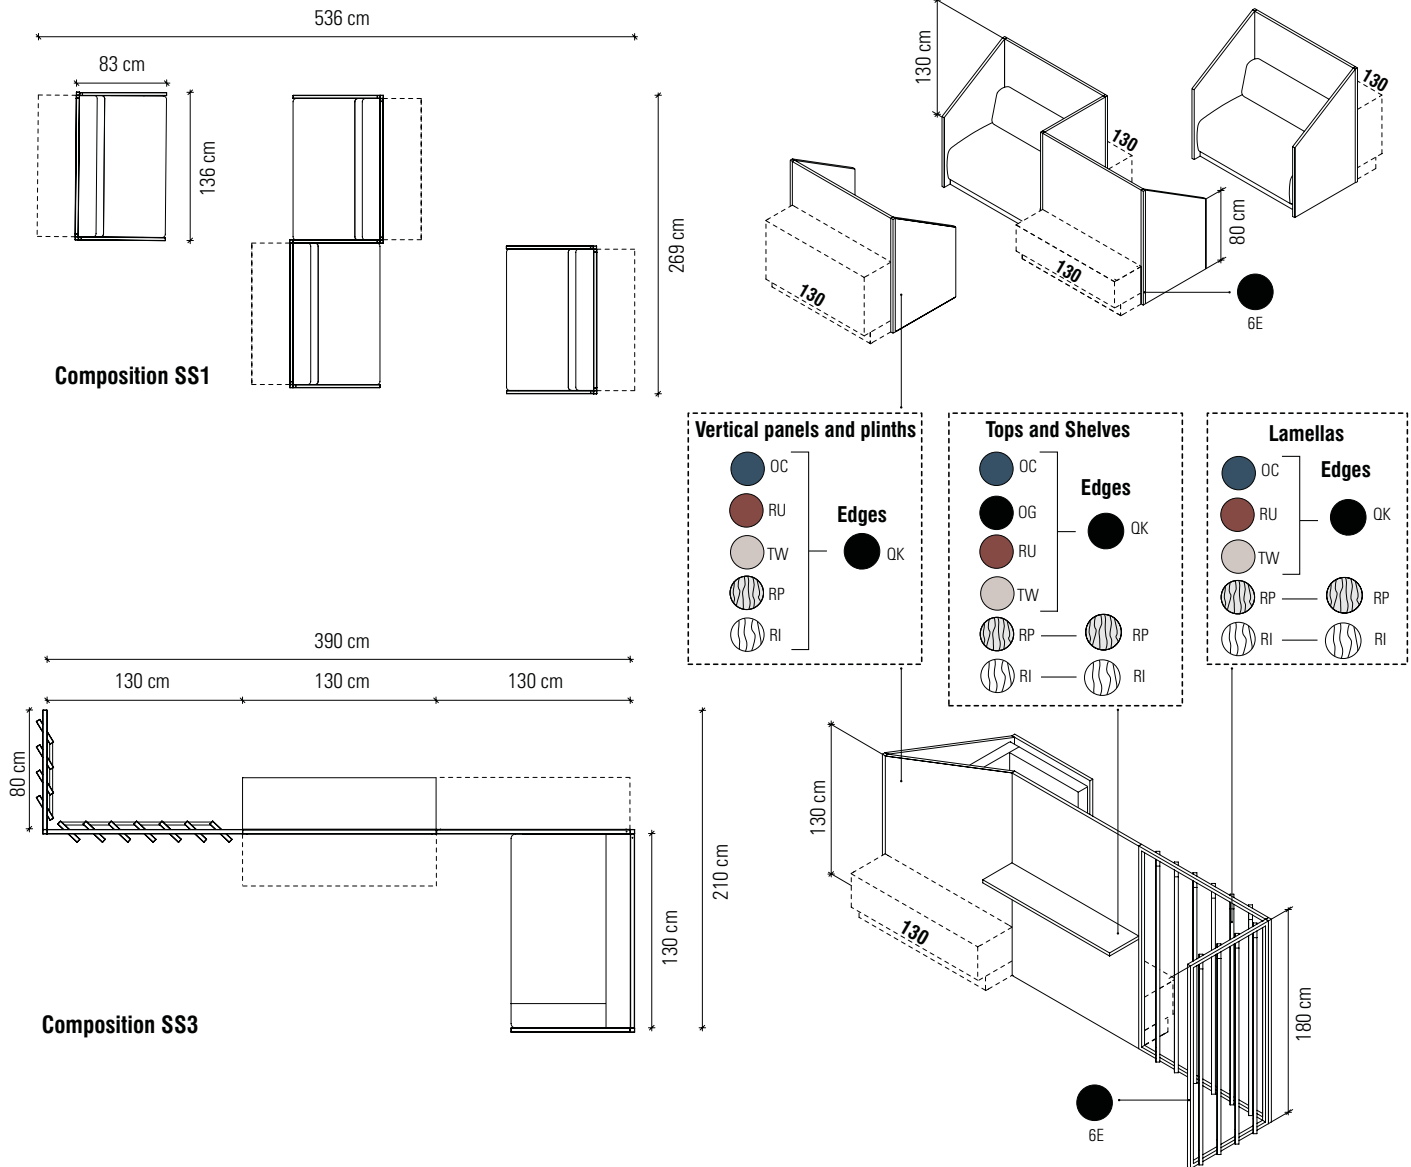 536 cm
83 cm
136 cm
269 cm
Composition SS1
130 cm
130
130
80 cm
130
130
6E
Vertical panels and plinths
OC
RU
TW
RP
RI
Edges
QK
Tops and Shelves
OC
OG
RU
TW
RP
RI
Edges
QK
RP
RI
Lamellas
OC
RU
TW
RP
RI
Edges
QK
RP
RI
390 cm
130 cm
130 cm
130 cm
80 cm
210 cm
130 cm
Composition SS3
130 cm
130
180 cm
6E